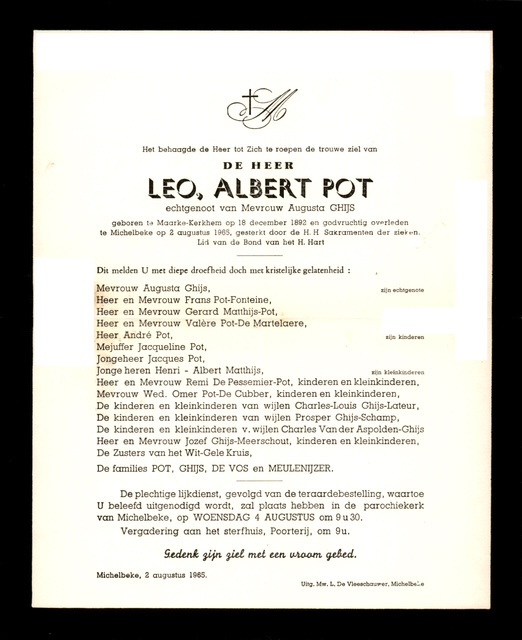 Het behaagde de Heer tot Zich te roepen de trouwe ziel van
DE HEER
LEO, ALBERT POT
echtgenoot van Mevrouw Augusta GHIJS
geboren te Maarke-Kerkhem op 18 december 1892 en godvruchtig overleden
te Michelbeke op 2 augustus 1965, gesterkt door de H. H. Sakramenten der zieken.
Lid van de Bond van het H. Hart
Dit melden U met diepe droefheid doch met kristelijke gelatenheid :
Mevrouw Augusta Ghijs, zijn echtgenote
Heer en Mevrouw Frans Pot-Fonteine,
Heer en Mevrouw Gerard Matthijs-Pot,
Heer en Mevrouw Valère Pot-De Martelaere,
Heer André Pot, zijn kinderen
Mejuffer Jacqueline Pot,
Jongeheer Jacques Pot,
Jongeheren Henri - Albert Matthijs, zijn kleinkinderen
Heer en Mevrouw Remi De Pessemier-Pot, kinderen en kleinkinderen,
Mevrouw Wed. Omer Pot-De Cubber, kinderen en kleinkinderen,
De kinderen en kleinkinderen van wijlen Charles-Louis Ghijs-Lateur,
De kinderen en kleinkinderen van wijlen Prosper Ghijs-Schamp,
De kinderen en kleinkinderen v. wijlen Charles Van der Aspolden-Ghijs
Heer en Mevrouw Jozef Ghijs-Meerschout, kinderen en kleinkinderen,
De Zusters van het Wit-Gele Kruis,
De families POT, GHIJS, DE VOS en MEULENIJZER.
De plechtige lijkdienst, gevolgd van de teraardebestelling, waartoe
U beleefd uitgenodigd wordt, zal plaats hebben in de parochiekerk
van Michelbeke, op WOENSDAG 4 AUGUSTUS om 9 u 30.
Vergadering aan het sterfhuis, Poorterij, om 9 u.
Gedenk zijn ziel met een vroom gebed.
Michelbeke, 2 augustus 1965.
Uitg. Mw. L. De Vleeschauwer, Michelbeke